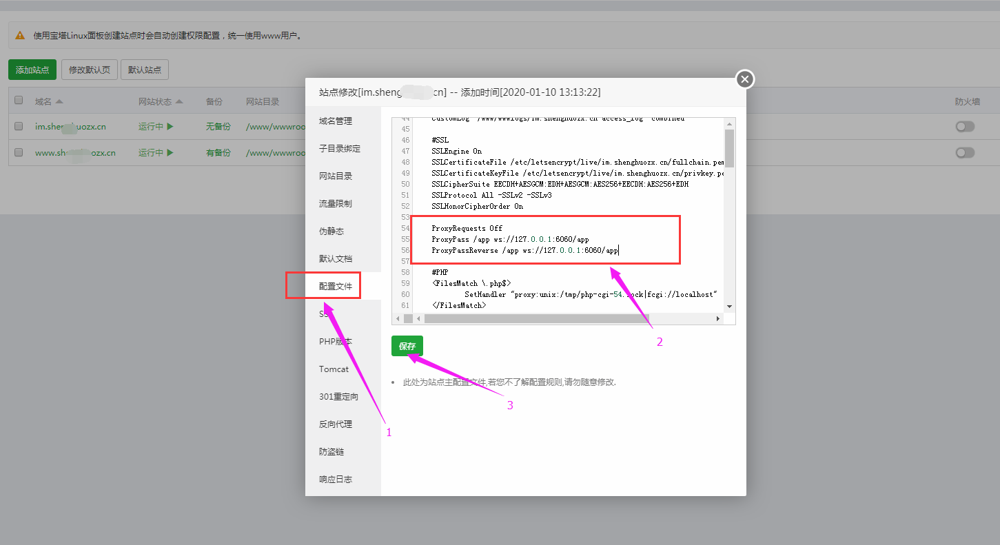 使用宝塔Linux面板创建站点时会自动创建权限配置，统一使用www用户。
添加站点 修改默认页 默认站点
域名 网站状态 备份 网站目录 防火墙
im.she uozx.cn 运行中 无备份 /www/wwwroo
www.sh ozx.cn 运行中 有备份 /www/wwwroo
站点修改[im.sheng cn] -- 添加时间[2020-01-10 13:13:22]
域名管理
子目录绑定
网站目录
流量限制
伪静态
默认文档
配置文件
PHP版本
Tomcat
301重定向
反向代理
防盗链
响应日志
44 CustomLog "/www/wwwlogs/im.shenghuozx.cn-access_log" combined
45
46 #SSL
47 SSLEngine On
48 SSLCertificateFile /etc/letsencrypt/live/im.shenghuozx.cn/fullchain.pem
49 SSLCertificateKeyFile /etc/letsencrypt/live/im.shenghuozx.cn/privkey.pe
50 SSLCipherSuite EECDH+AESGCM:EDH+AESGCM:AES256+EECDH:AES256+EDH
51 SSLProtocol All -SSLv2 -SSLv3
52 SSLHonorCipherOrder On
53
54 ProxyRequests Off
55 ProxyPass /app ws://127.0.0.1:6060/app
56 ProxyPassReverse /app ws://127.0.0.1:6060/app
57
58 #PHP
59 <FilesMatch \.php$>
60 SetHandler "proxy:unix:/tmp/php-cgi-54.sock|fcgi://localhost"
61 </FilesMatch>
保存
此处为站点主配置文件,若您不了解配置规则,请勿随意修改.
1
2
3